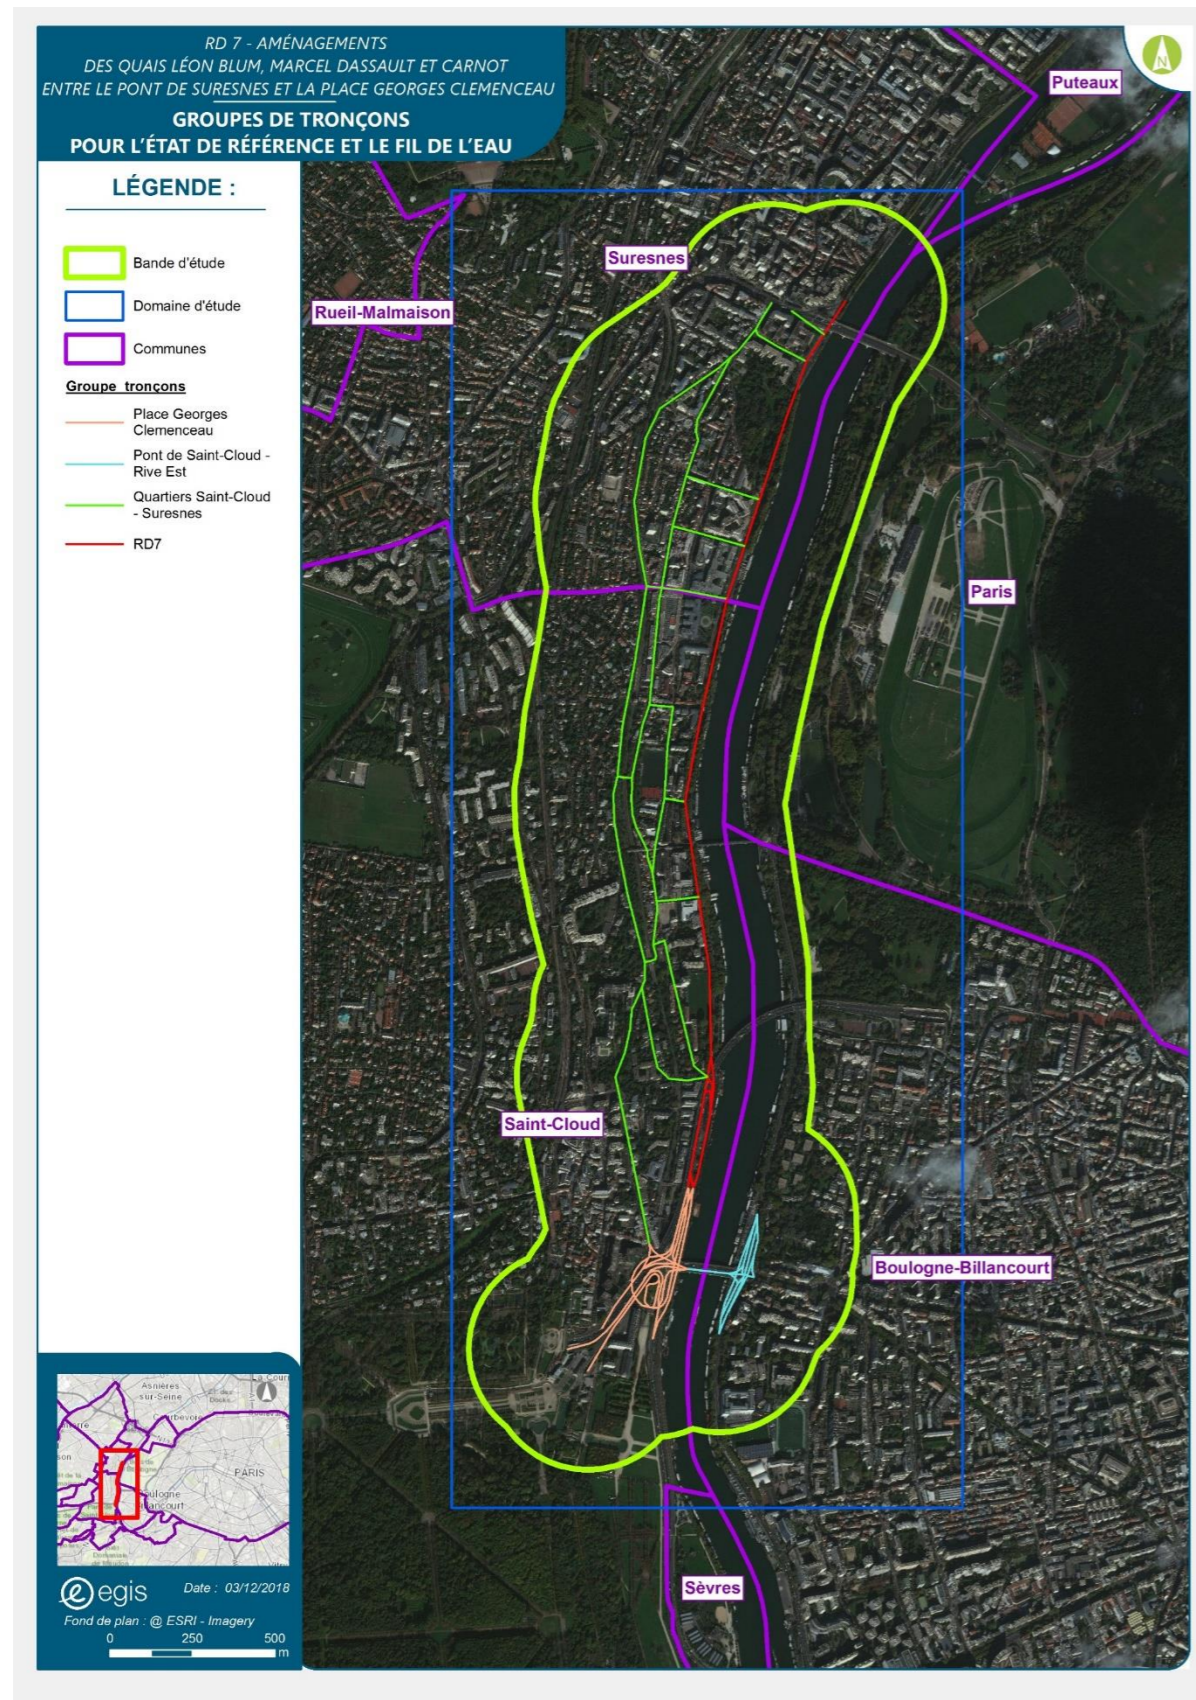 RD 7 - AMÉNAGEMENTS
DES QUAIS LÉON BLUM, MARCEL DASSAULT ET CARNOT
ENTRE LE PONT DE SURESNES ET LA PLACE GEORGES CLEMENCEAU
GROUPES DE TRONÇONS
POUR L'ÉTAT DE RÉFÉRENCE ET LE FIL DE L'EAU
LÉGENDE :
Bande d'étude
Domaine d'étude
Communes
Groupe tronçons
Place Georges
Clemenceau
Pont de Saint-Cloud -
Rive Est
Quartiers Saint-Cloud
- Suresnes
RD7
N
Puteaux
Suresnes
Rueil-Malmaison
Paris
Saint-Cloud
Boulogne-Billancourt
Sèvres
Asnières
sur-Seine
PARIS
egis
Date : 03/12/2018
Fond de plan : @ ESRI - Imagery
0 250 500
m